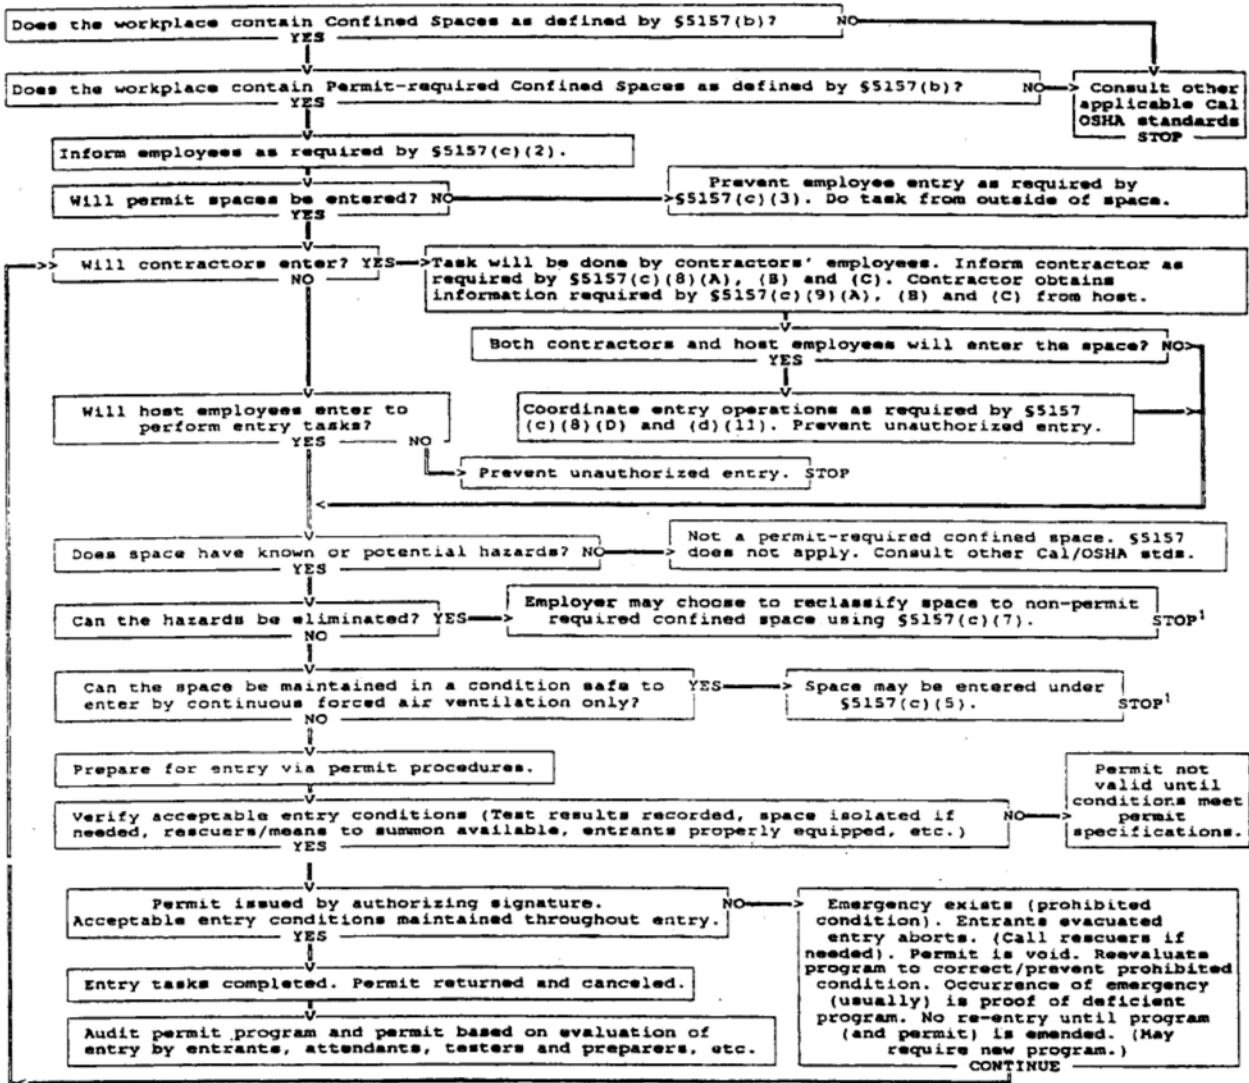 Does the workplace contain Confined Spaces as defined by §5157(b)? NO
YES
Does the workplace contain Permit-required Confined Spaces as defined by §5157(b)? NO
YES
Consult other
applicable Cal
OSHA standards
STOP
Inform employees as required by §5157(c)(2).
Will permit spaces be entered? NO
YES
Prevent employee entry as required by
§5157(c)(3). Do task from outside of space.
Will contractors enter? YES
NO
Task will be done by contractors' employees. Inform contractor as
required by §5157(c)(8)(A), (B) and (C). Contractor obtains
information required by §5157(c)(9)(A), (B) and (C) from host.
Both contractors and host employees will enter the space? NO
YES
Will host employees enter to
perform entry tasks?
YES NO
Coordinate entry operations as required by §5157
(c)(8)(D) and (d)(11). Prevent unauthorized entry.
Prevent unauthorized entry. STOP
Does space have known or potential hazards? NO
YES
Not a permit-required confined space. §5157
does not apply. Consult other Cal/OSHA stds.
Can the hazards be eliminated? YES
NO
Employer may choose to reclassify space to non-permit
required confined space using §5157(c)(7). STOP¹
Can the space be maintained in a condition safe to YES
enter by continuous forced air ventilation only?
NO
Space may be entered under
§5157(c)(5). STOP¹
Prepare for entry via permit procedures.
Verify acceptable entry conditions (Test results recorded, space isolated if
needed, rescuers/means to summon available, entrants properly equipped, etc.) NO
YES
Permit not
valid until
conditions meet
permit
specifications.
Permit issued by authorizing signature. NO
Acceptable entry conditions maintained throughout entry.
YES
Emergency exists (prohibited
condition). Entrants evacuated
entry aborts. (Call rescuers if
needed). Permit is void. Reevaluate
program to correct/prevent prohibited
condition. Occurrence of emergency
(usually) is proof of deficient
program. No re-entry until program
(and permit) is emended. (May
require new program.)
CONTINUE
Entry tasks completed. Permit returned and canceled.
Audit permit program and permit based on evaluation of
entry by entrants, attendants, testers and preparers, etc.